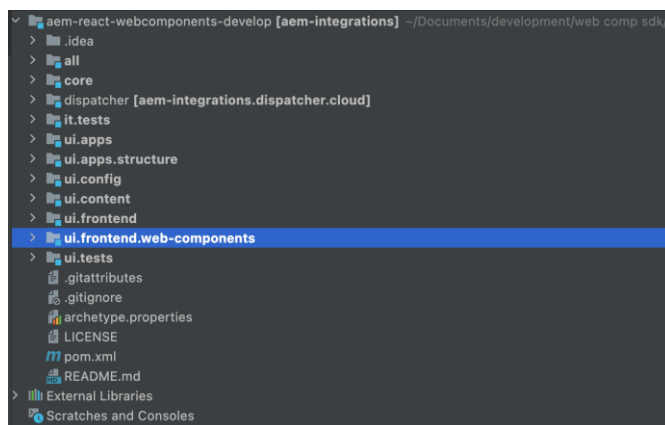 aem-react-webcomponents-develop [aem-integrations] ~/Documents/development/web comp sdk/
.idea
all
core
dispatcher [aem-integrations.dispatcher.cloud]
it.tests
ui.apps
ui.apps.structure
ui.config
ui.content
ui.frontend
ui.frontend.web-components
ui.tests
.gitattributes
.gitignore
archetype.properties
LICENSE
pom.xml
README.md
External Libraries
Scratches and Consoles